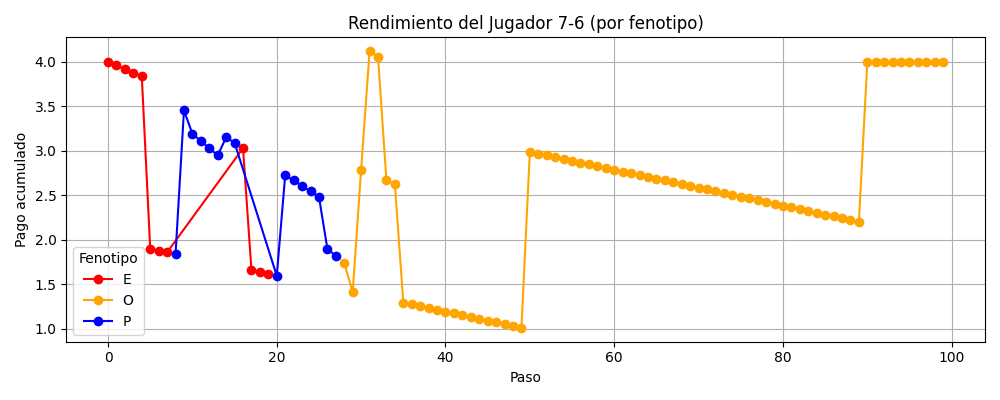 Rendimiento del Jugador 7-6 (por fenotipo)
Pago acumulado
4.0
3.5
3.0
2.5
2.0
1.5
1.0
Fenotipo
E
O
P
0
20
40
60
80
100
Paso